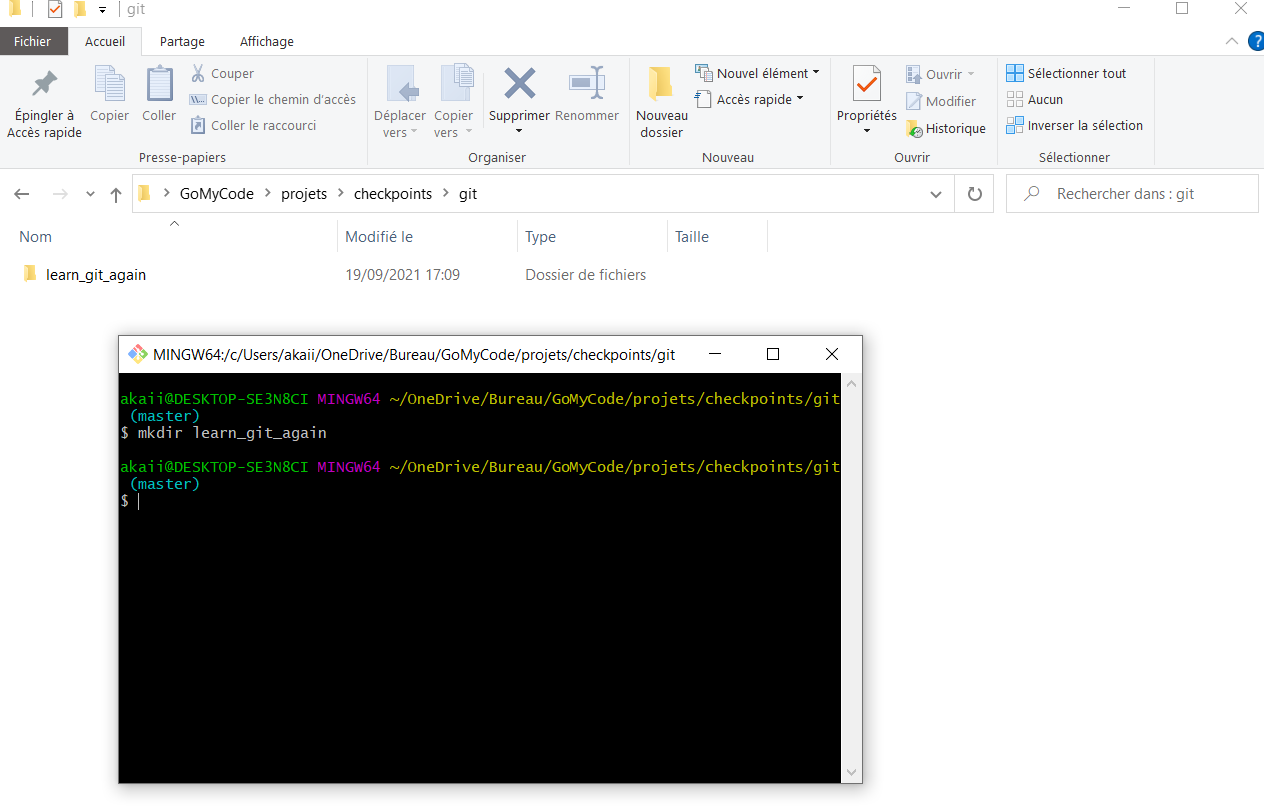 git
Fichier Accueil Partage Affichage
?
Épingler à Accès rapide
Copier
Coller
Couper
Copier le chemin d'accès
Coller le raccourci
Presse-papiers
Déplacer vers
Copier vers
Supprimer
Renommer
Organiser
Nouveau dossier
Nouvel élément
Accès rapide
Nouveau
Propriétés
Ouvrir
Modifier
Historique
Ouvrir
Sélectionner tout
Aucun
Inverser la sélection
Sélectionner
GoMyCode > projets > checkpoints > git
Rechercher dans : git
Nom Modifié le Type Taille
learn_git_again 19/09/2021 17:09 Dossier de fichiers
MINGW64:/c/Users/akaii/OneDrive/Bureau/GoMyCode/projets/checkpoints/git
akaii@DESKTOP-SE3N8CI MINGW64 ~/OneDrive/Bureau/GoMyCode/projets/checkpoints/git
(master)
$ mkdir learn_git_again
akaii@DESKTOP-SE3N8CI MINGW64 ~/OneDrive/Bureau/GoMyCode/projets/checkpoints/git
(master)
$